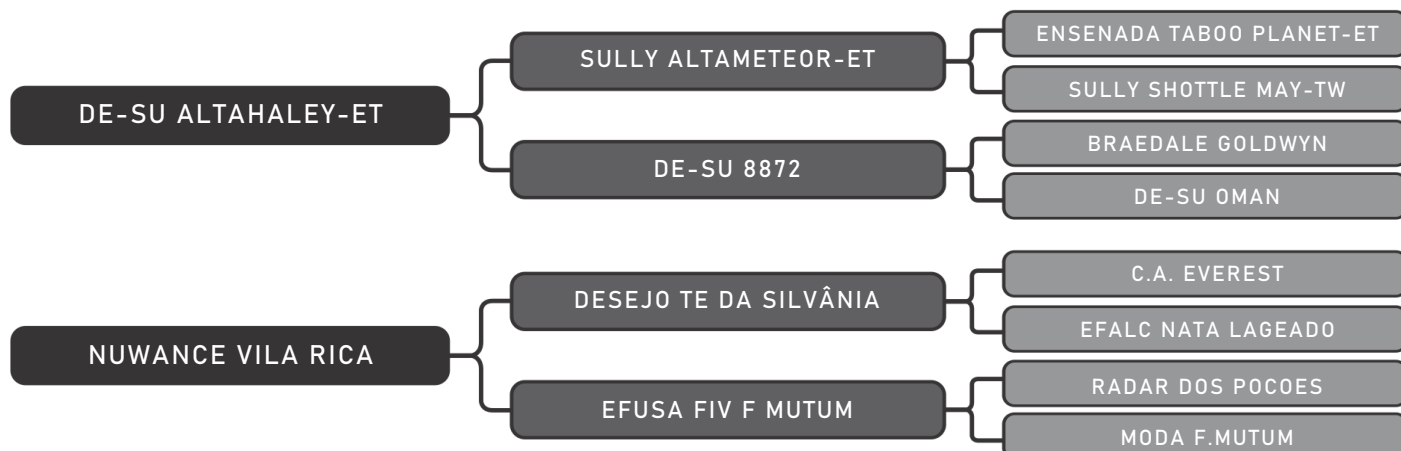 ENSENADA TABOO PLANET-ET
SULLY ALTAMETEOR-ET
SULLY SHOTTLE MAY-TW
DE-SU ALTAHALEY-ET
BRAEDALE GOLDWYN
DE-SU 8872
DE-SU OMAN
C.A. EVEREST
DESEJO TE DA SILVÂNIA
EFALC NATA LAGEADO
NUWANCE VILA RICA
RADAR DOS POCOES
EFUSA FIV F MUTUM
MODA F.MUTUM